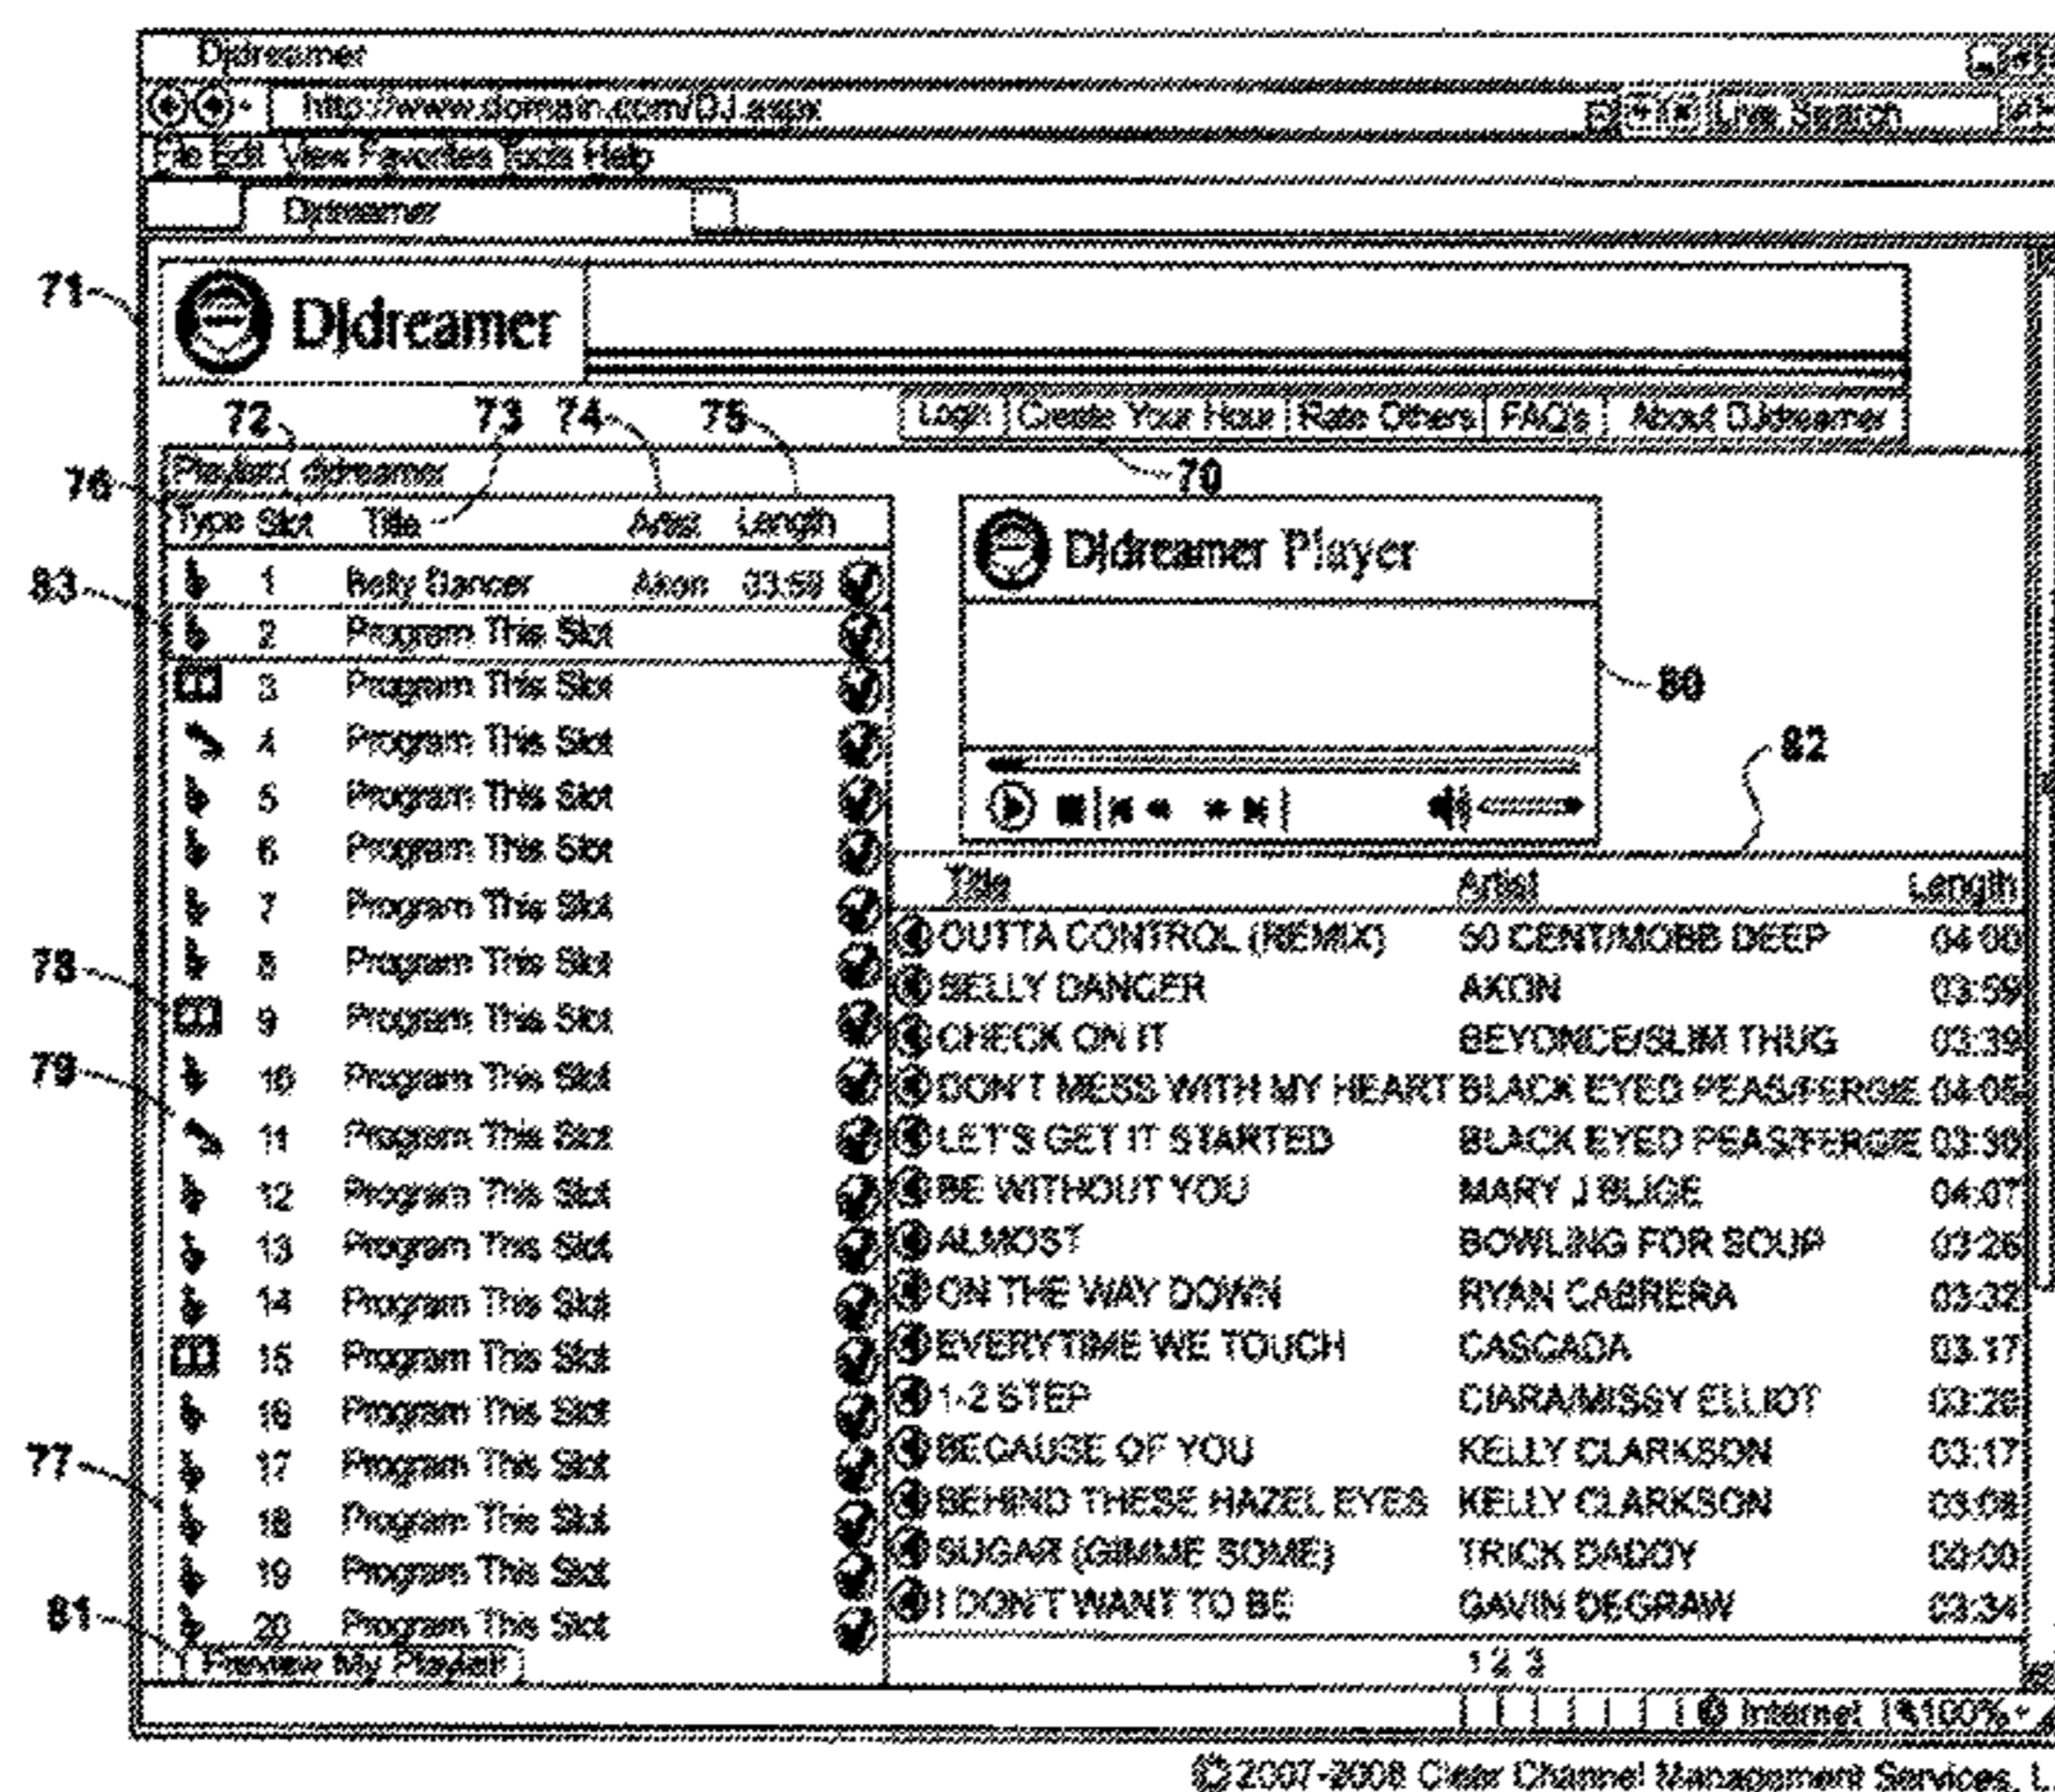 Djdreamer
http://www.domain.com/DJ.aspx Live Search
File Edit View Favorites Tools Help
Djdreamer
71
Djdreamer
72 73 74 75
Login Create Your Hour Rate Others FAQ's About DJdreamer
70
76
Playlist: djdreamer
Type Slot Title Artist Length
83
1 Belly Dancer Akon 03:59
2 Program This Slot
3 Program This Slot
4 Program This Slot
5 Program This Slot
6 Program This Slot
7 Program This Slot
8 Program This Slot
78
9 Program This Slot
79
10 Program This Slot
11 Program This Slot
12 Program This Slot
13 Program This Slot
14 Program This Slot
15 Program This Slot
16 Program This Slot
77
17 Program This Slot
18 Program This Slot
19 Program This Slot
81
20 Program This Slot
Preview My Playlist
Djdreamer Player
80
82
Title Artist Length
OUTTA CONTROL (REMIX) 50 CENT/MOBB DEEP 04:00
BELLY DANCER AKON 03:59
CHECK ON IT BEYONCE/SLIM THUG 03:39
DON'T MESS WITH MY HEART BLACK EYED PEAS/FERGIE 04:05
LET'S GET IT STARTED BLACK EYED PEAS/FERGIE
BE WITHOUT YOU MARY J BLIGE 04:07
ALMOST BOWLING FOR SOUP 03:26
ON THE WAY DOWN RYAN CABRERA 03:32
EVERYTIME WE TOUCH CASCADA 03:17
1-2 STEP CIARA/MISSY ELLIOT
BECAUSE OF YOU KELLY CLARKSON 03:17
BEHIND THESE HAZEL EYES KELLY CLARKSON 03:08
SUGAR (GIMME SOME) TRICK DADDY 00:00
I DON'T WANT TO BE GAVIN DEGRAW 03:34
1 2 3
Internet 100%
© 2007-2008 Clear Channel Management Services, L